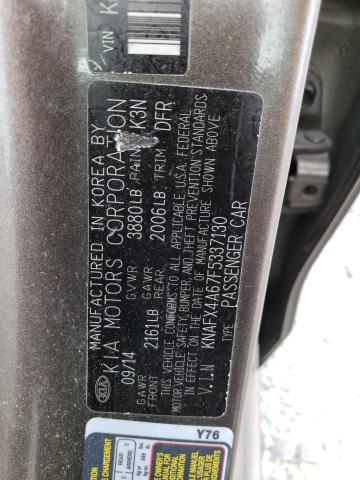 VIN K
MANUFACTURED IN KOREA BY
KIA MOTORS CORPORATION
09/14 GVWR 3880LB PAINT K3N
GAWR FRONT 2161LB GAWR REAR 2006LB TRIM DFR
THIS VEHICLE CONFORMS TO ALL APPLICABLE U.S.A. FEDERAL
MOTOR VEHICLE SAFETY, BUMPER, AND THEFT PREVENTION STANDARDS
IN EFFECT ON THE DATE OF MANUFACTURE SHOWN ABOVE
V.I.N KNAFX4A67F5337130
TYPE PASSENGER CAR
KIA
Y76
REAR